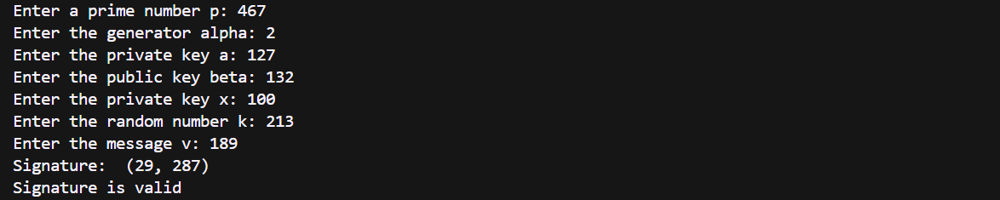 Enter a prime number p: 467
Enter the generator alpha: 2
Enter the private key a: 127
Enter the public key beta: 132
Enter the private key x: 100
Enter the random number k: 213
Enter the message v: 189
Signature:  (29, 287)
Signature is valid